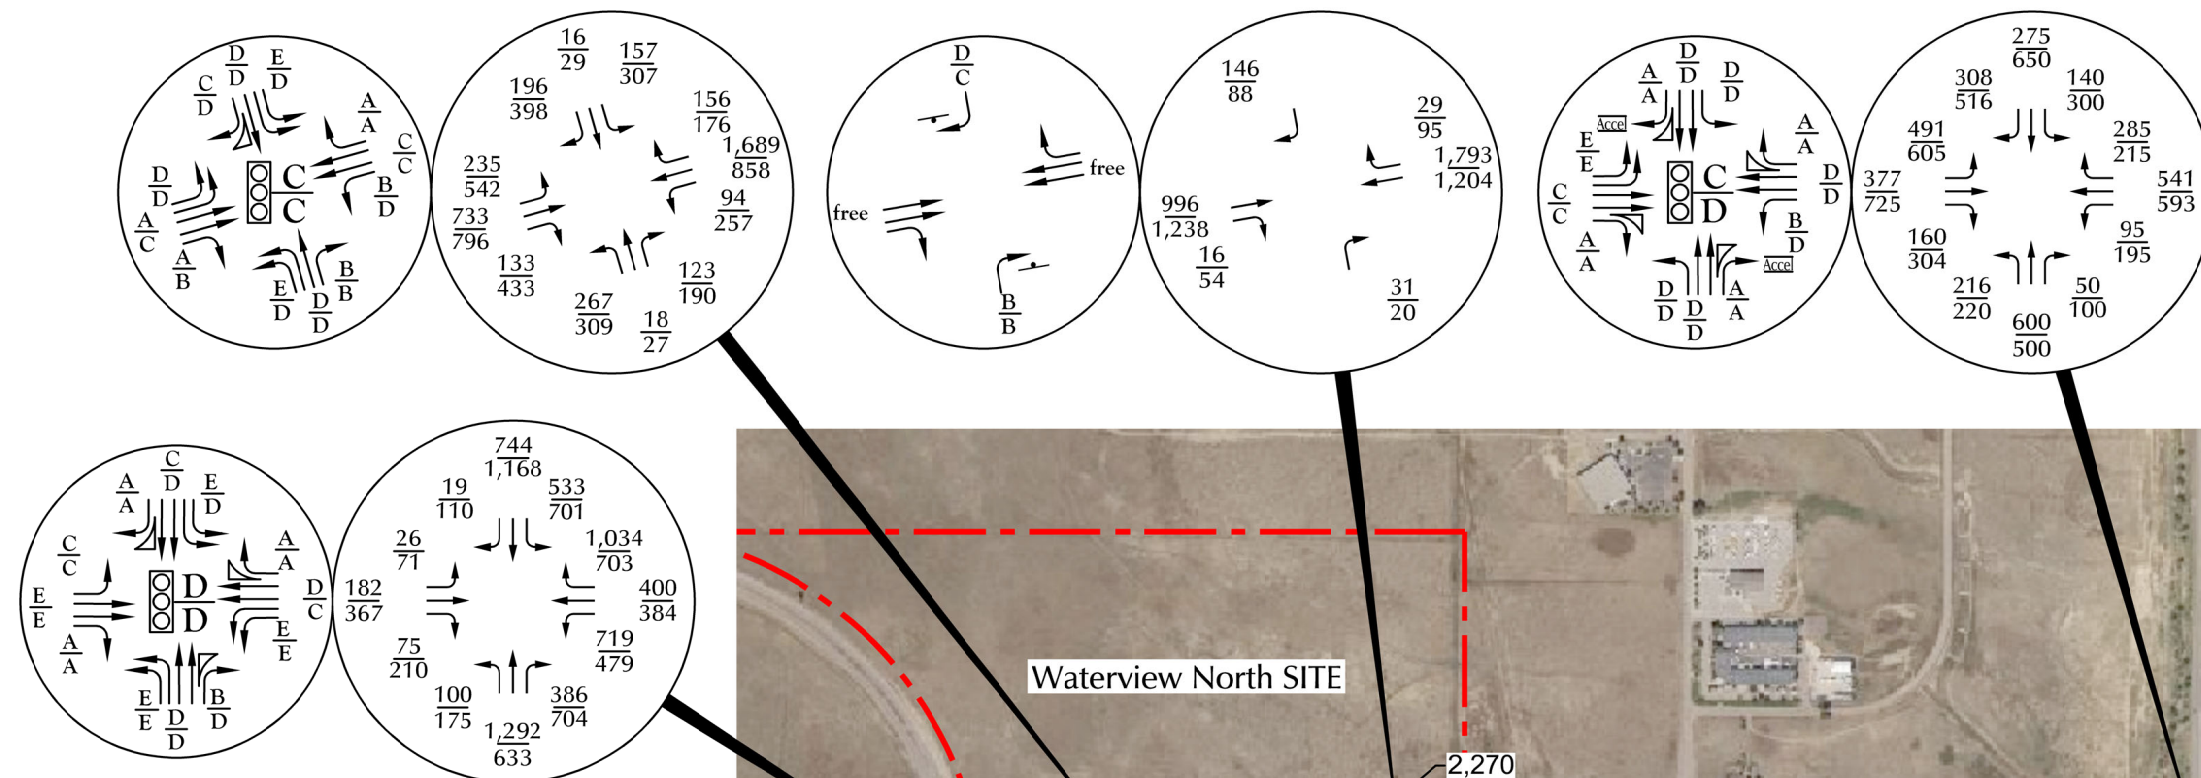 C
D
D
D
E
D
A
A
C
C
B
D
D
D
A
C
A
B
C
C
E
D
D
D
B
B
16
29
157
307
196
398
156
176
1,689
858
94
257
235
542
733
796
133
433
267
309
18
27
123
190
D
C
free
free
B
B
146
88
29
95
1,793
1,204
996
1,238
16
54
31
20
A
A
D
D
D
D
Accel
E
E
A
A
C
C
C
D
D
D
A
A
B
D
Accel
D
D
D
D
A
A
275
650
308
516
140
300
491
605
285
215
377
725
541
593
160
304
95
195
216
220
50
100
600
500
A
A
C
D
E
D
C
C
A
A
E
E
D
D
D
C
A
A
E
E
E
E
D
D
B
D
744
1,168
19
110
533
701
26
71
1,034
703
182
367
400
384
75
210
719
479
100
175
386
704
1,292
633
Waterview North SITE
2,270